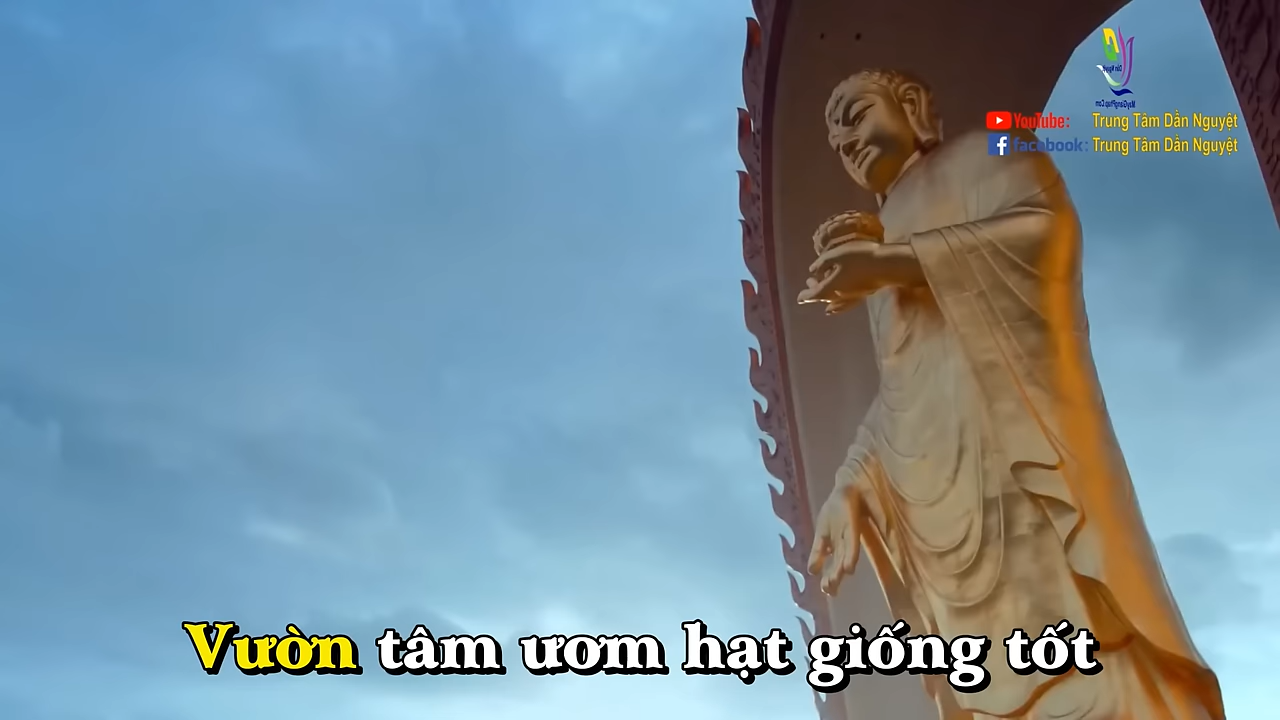 YouTube: Trung Tâm Dẫn Nguyệt
facebook: Trung Tâm Dẫn Nguyệt
Vườn tâm ươm hạt giống tốt